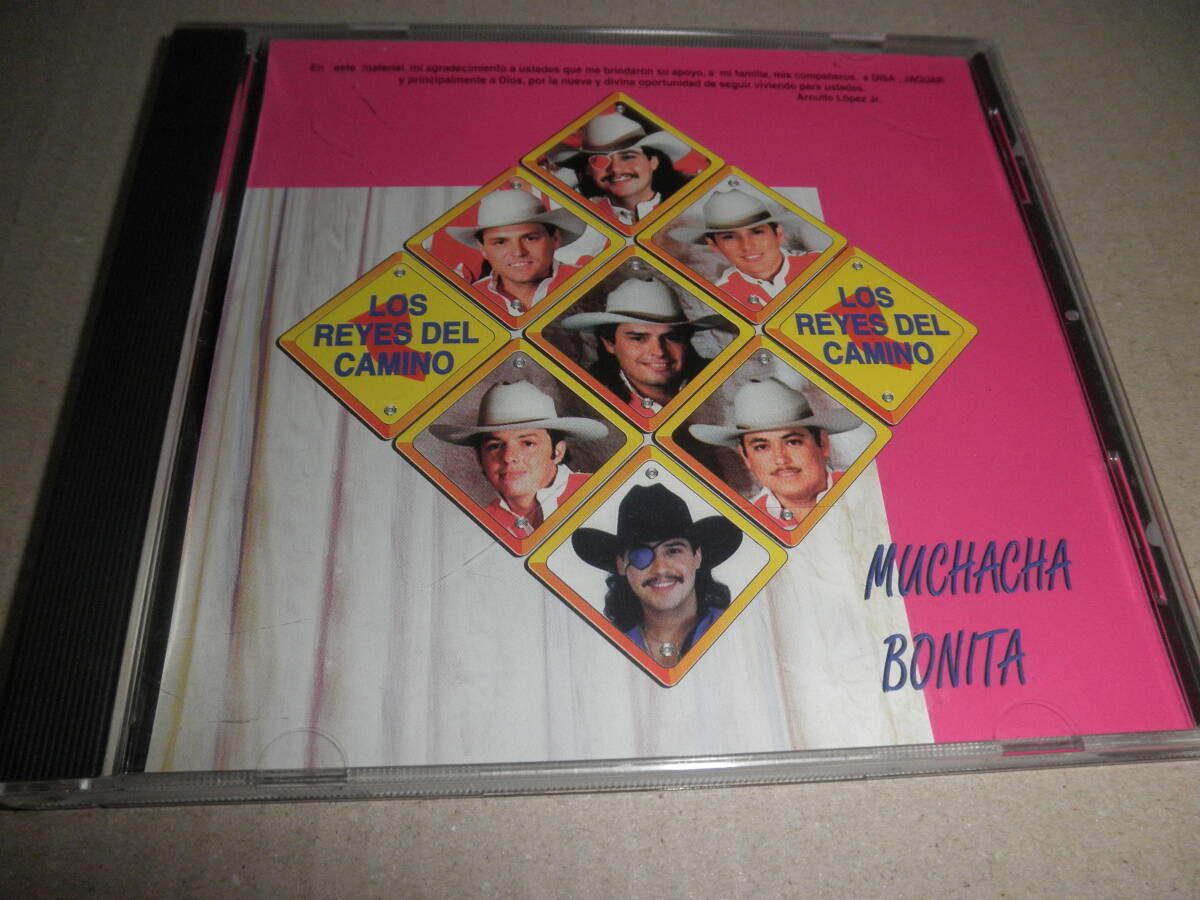 En este material, mi agradecimiento a ustedes que me brindaron su apoyo, a mi familia, mis compañeros, a DISA , JAGUAR
y principalmente a Dios, por la nueva y divina oportunidad de seguir viviendo para ustedes.
Arnulfo López Jr.
LOS
REYES DEL
CAMINO
LOS
REYES DEL
CAMINO
MUCHACHA
BONITA